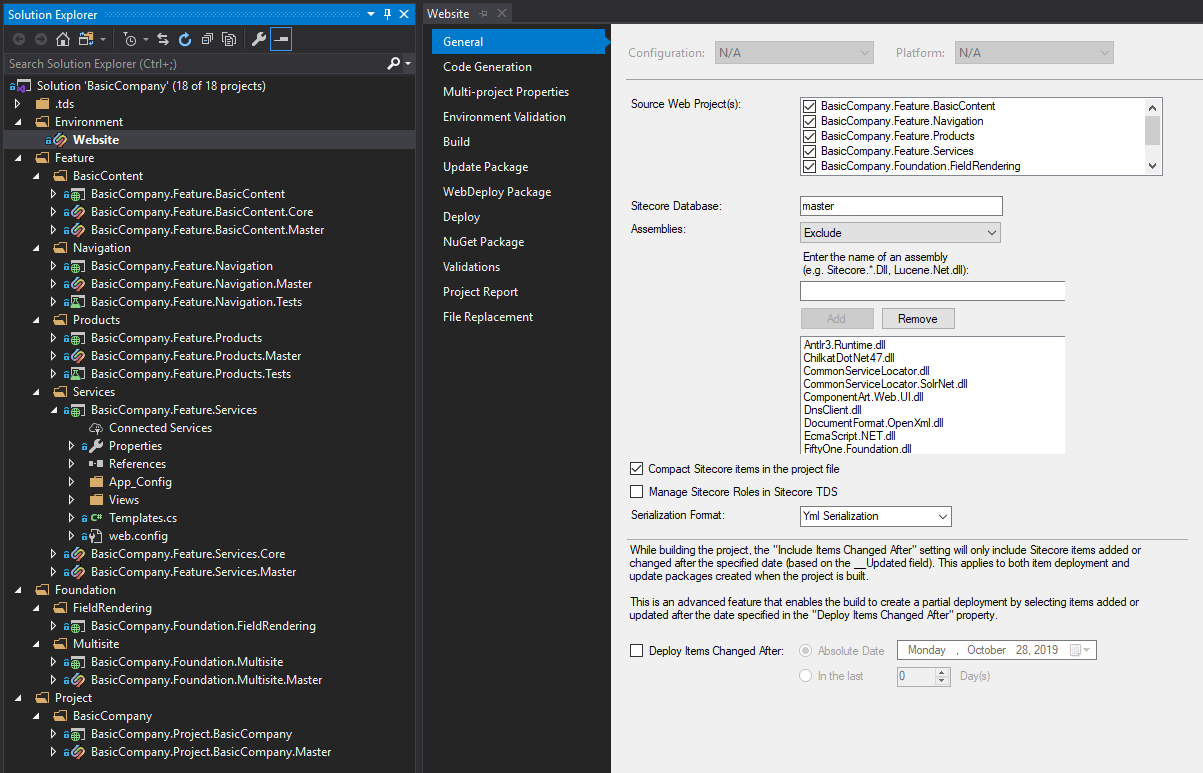 Solution Explorer
Search Solution Explorer (Ctrl+;)
Solution 'BasicCompany' (18 of 18 projects)
.tds
Environment
Website
Feature
BasicContent
BasicCompany.Feature.BasicContent
BasicCompany.Feature.BasicContent.Core
BasicCompany.Feature.BasicContent.Master
Navigation
BasicCompany.Feature.Navigation
BasicCompany.Feature.Navigation.Master
BasicCompany.Feature.Navigation.Tests
Products
BasicCompany.Feature.Products
BasicCompany.Feature.Products.Master
BasicCompany.Feature.Products.Tests
Services
BasicCompany.Feature.Services
Connected Services
Properties
References
App_Config
Views
C# Templates.cs
web.config
BasicCompany.Feature.Services.Core
BasicCompany.Feature.Services.Master
Foundation
FieldRendering
BasicCompany.Foundation.FieldRendering
Multisite
BasicCompany.Foundation.Multisite
BasicCompany.Foundation.Multisite.Master
Project
BasicCompany
BasicCompany.Project.BasicCompany
BasicCompany.Project.BasicCompany.Master
Website
General
Code Generation
Multi-project Properties
Environment Validation
Build
Update Package
WebDeploy Package
Deploy
NuGet Package
Validations
Project Report
File Replacement
Configuration: N/A Platform: N/A
Source Web Project(s): BasicCompany.Feature.BasicContent
BasicCompany.Feature.Navigation
BasicCompany.Feature.Products
BasicCompany.Feature.Services
BasicCompany.Foundation.FieldRendering
Sitecore Database: master
Assemblies: Exclude
Enter the name of an assembly
(e.g. Sitecore.*.Dll, Lucene.Net.dll):
Add Remove
Antlr3.Runtime.dll
ChilkatDotNet47.dll
CommonServiceLocator.dll
CommonServiceLocator.SolrNet.dll
ComponentArt.Web.UI.dll
DnsClient.dll
DocumentFormat.OpenXml.dll
EcmaScript.NET.dll
FiftyOne.Foundation.dll
Compact Sitecore items in the project file
Manage Sitecore Roles in Sitecore TDS
Serialization Format: Yml Serialization
While building the project, the "Include Items Changed After" setting will only include Sitecore items added or
changed after the specified date (based on the __Updated field). This applies to both item deployment and
update packages created when the project is built.
This is an advanced feature that enables the build to create a partial deployment by selecting items added or
updated after the date specified in the "Deploy Items Changed After" property.
Deploy Items Changed After: Absolute Date Monday , October 28, 2019
In the last 0 Day(s)